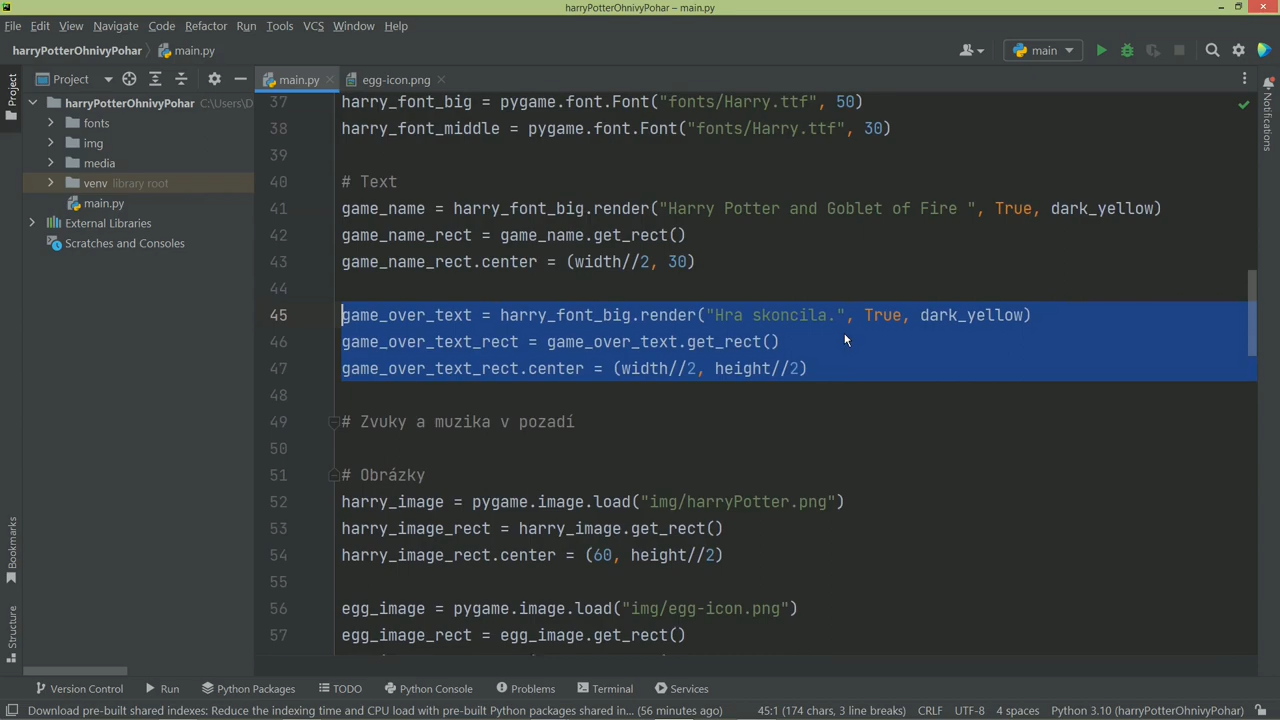 harryPotterOhnivyPohar – main.py
File Edit View Navigate Code Refactor Run Tools VCS Window Help
harryPotterOhnivyPohar main.py
main
Project
main.py
egg-icon.png
harryPotterOhnivyPohar C:\Users\D
fonts
img
media
venv library root
main.py
External Libraries
Scratches and Consoles
Project
Bookmarks
Structure
Notifications
37 harry_font_big = pygame.font.Font("fonts/Harry.ttf", 50)
38 harry_font_middle = pygame.font.Font("fonts/Harry.ttf", 30)
39
40 # Text
41 game_name = harry_font_big.render("Harry Potter and Goblet of Fire ", True, dark_yellow)
42 game_name_rect = game_name.get_rect()
43 game_name_rect.center = (width//2, 30)
44
45 game_over_text = harry_font_big.render("Hra skoncila.", True, dark_yellow)
46 game_over_text_rect = game_over_text.get_rect()
47 game_over_text_rect.center = (width//2, height//2)
48
49 # Zvuky a muzika v pozadí
50
51 # Obrázky
52 harry_image = pygame.image.load("img/harryPotter.png")
53 harry_image_rect = harry_image.get_rect()
54 harry_image_rect.center = (60, height//2)
55
56 egg_image = pygame.image.load("img/egg-icon.png")
57 egg_image_rect = egg_image.get_rect()
Version Control Run Python Packages TODO Python Console Problems Terminal Services
Download pre-built shared indexes: Reduce the indexing time and CPU load with pre-built Python packages shared in... (56 minutes ago) 45:1 (174 chars, 3 line breaks) CRLF UTF-8 4 spaces Python 3.10 (harryPotterOhnivyPohar)